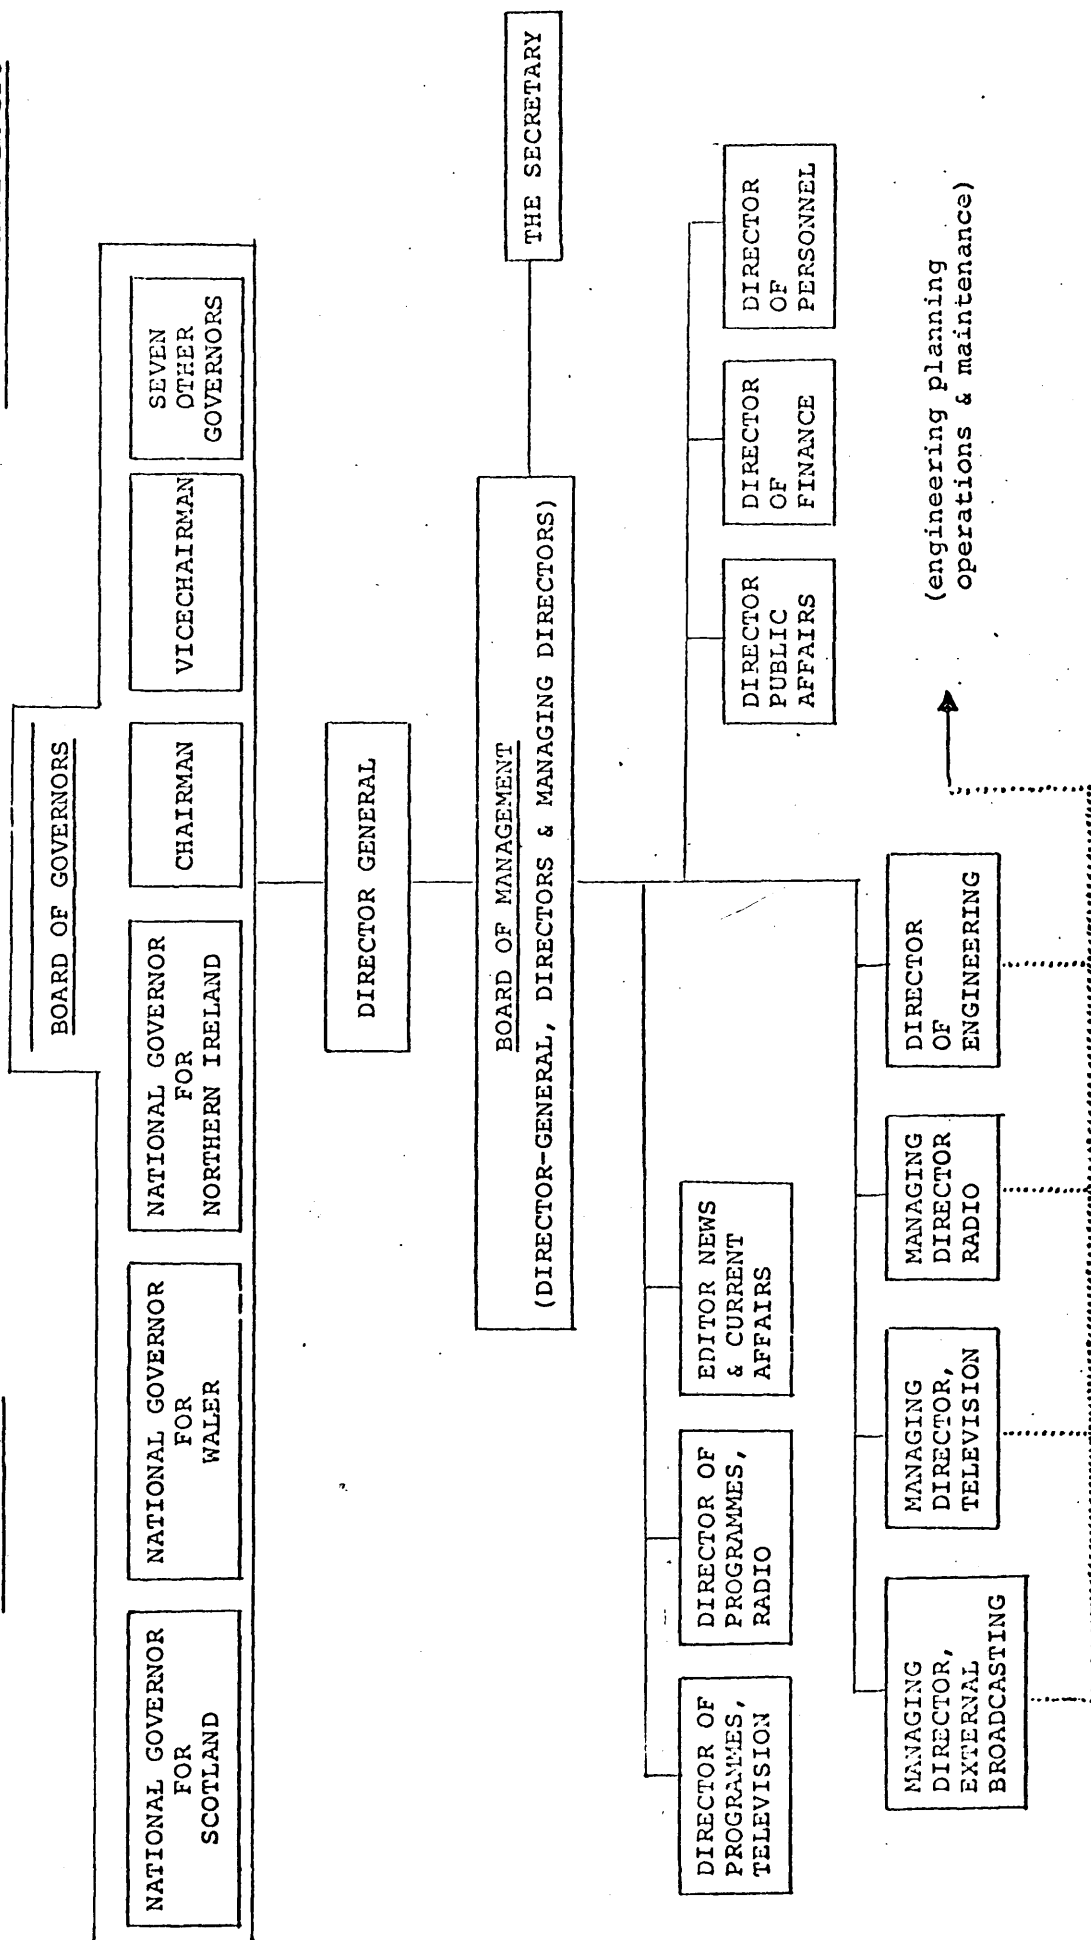 BOARD OF GOVERNORS
NATIONAL GOVERNOR
FOR
SCOTLAND
NATIONAL GOVERNOR
FOR
WALER
NATIONAL GOVERNOR
FOR
NORTHERN IRELAND
CHAIRMAN
VICECHAIRMAN
SEVEN
OTHER
GOVERNORS
DIRECTOR GENERAL
BOARD OF MANAGEMENT
(DIRECTOR-GENERAL, DIRECTORS & MANAGING DIRECTORS)
THE SECRETARY
DIRECTOR OF
PROGRAMMES,
TELEVISION
DIRECTOR OF
PROGRAMMES,
RADIO
EDITOR NEWS
& CURRENT
AFFAIRS
DIRECTOR
PUBLIC
AFFAIRS
DIRECTOR
OF
FINANCE
DIRECTOR
OF
PERSONNEL
MANAGING
DIRECTOR,
EXTERNAL
BROADCASTING
MANAGING
DIRECTOR,
TELEVISION
MANAGING
DIRECTOR
RADIO
DIRECTOR
OF
ENGINEERING
(engineering planning
operations & maintenance)